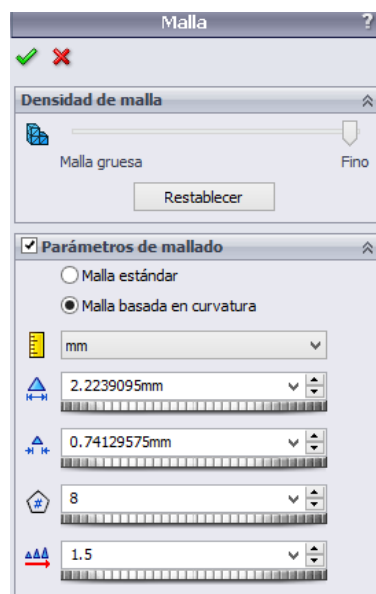 Malla ?
Densidad de malla
Malla gruesa Fino
Restablecer
Parámetros de mallado
Malla estándar
Malla basada en curvatura
mm
2.2239095mm
0.74129575mm
# 8
1.5